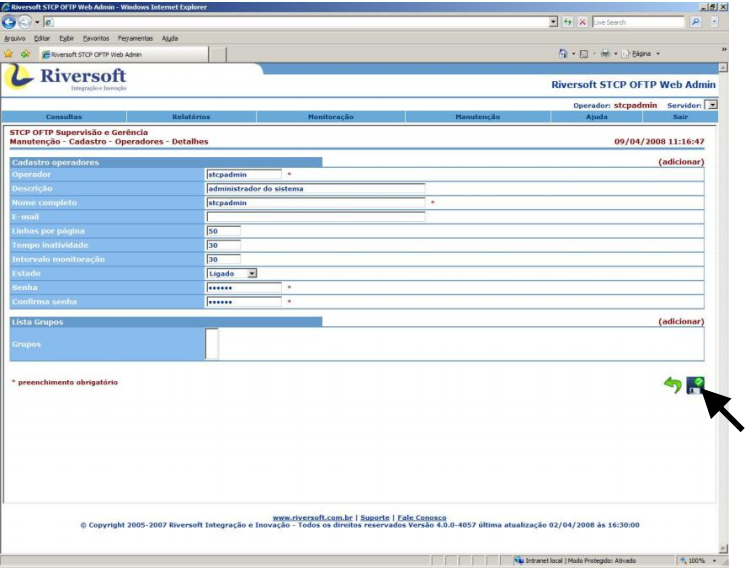 Riversoft STCP OFTP Web Admin - Windows Internet Explorer
Live Search
Arquivo Editar Exibir Favoritos Ferramentas Ajuda
Riversoft STCP OFTP Web Admin
Página
Riversoft
Integração e Inovação
Riversoft STCP OFTP Web Admin
Operador: stcpadmin Servidor:
Consultas Relatórios Monitoração Manutenção Ajuda Sair
STCP OFTP Supervisão e Gerência
Manutenção - Cadastro - Operadores - Detalhes 09/04/2008 11:16:47
Cadastro operadores (adicionar)
Operador stcpadmin *
Descrição administrador do sistema
Nome completo stcpadmin *
E-mail
Linhas por página 50
Tempo inatividade 30
Intervalo monitoração 30
Estado Ligado
Senha •••••• *
Confirma senha •••••• *
Lista Grupos (adicionar)
Grupos
* preenchimento obrigatório
www.riversoft.com.br | Suporte | Fale Conosco
© Copyright 2005-2007 Riversoft Integração e Inovação - Todos os direitos reservados Versão 4.0.0-4057 última atualização 02/04/2008 às 16:30:00
Intranet local | Modo Protegido: Ativado 100%